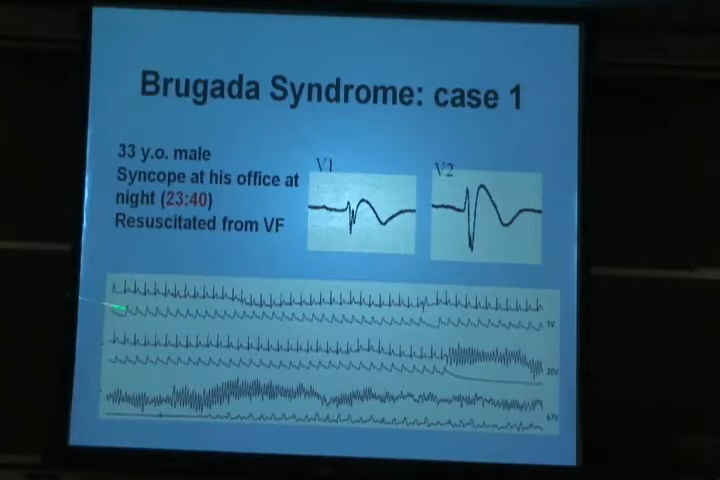 Brugada Syndrome: case 1
33 y.o. male
Syncope at his office at
night (23:40)
Resuscitated from VF
V1
V2
1V
20V
67V